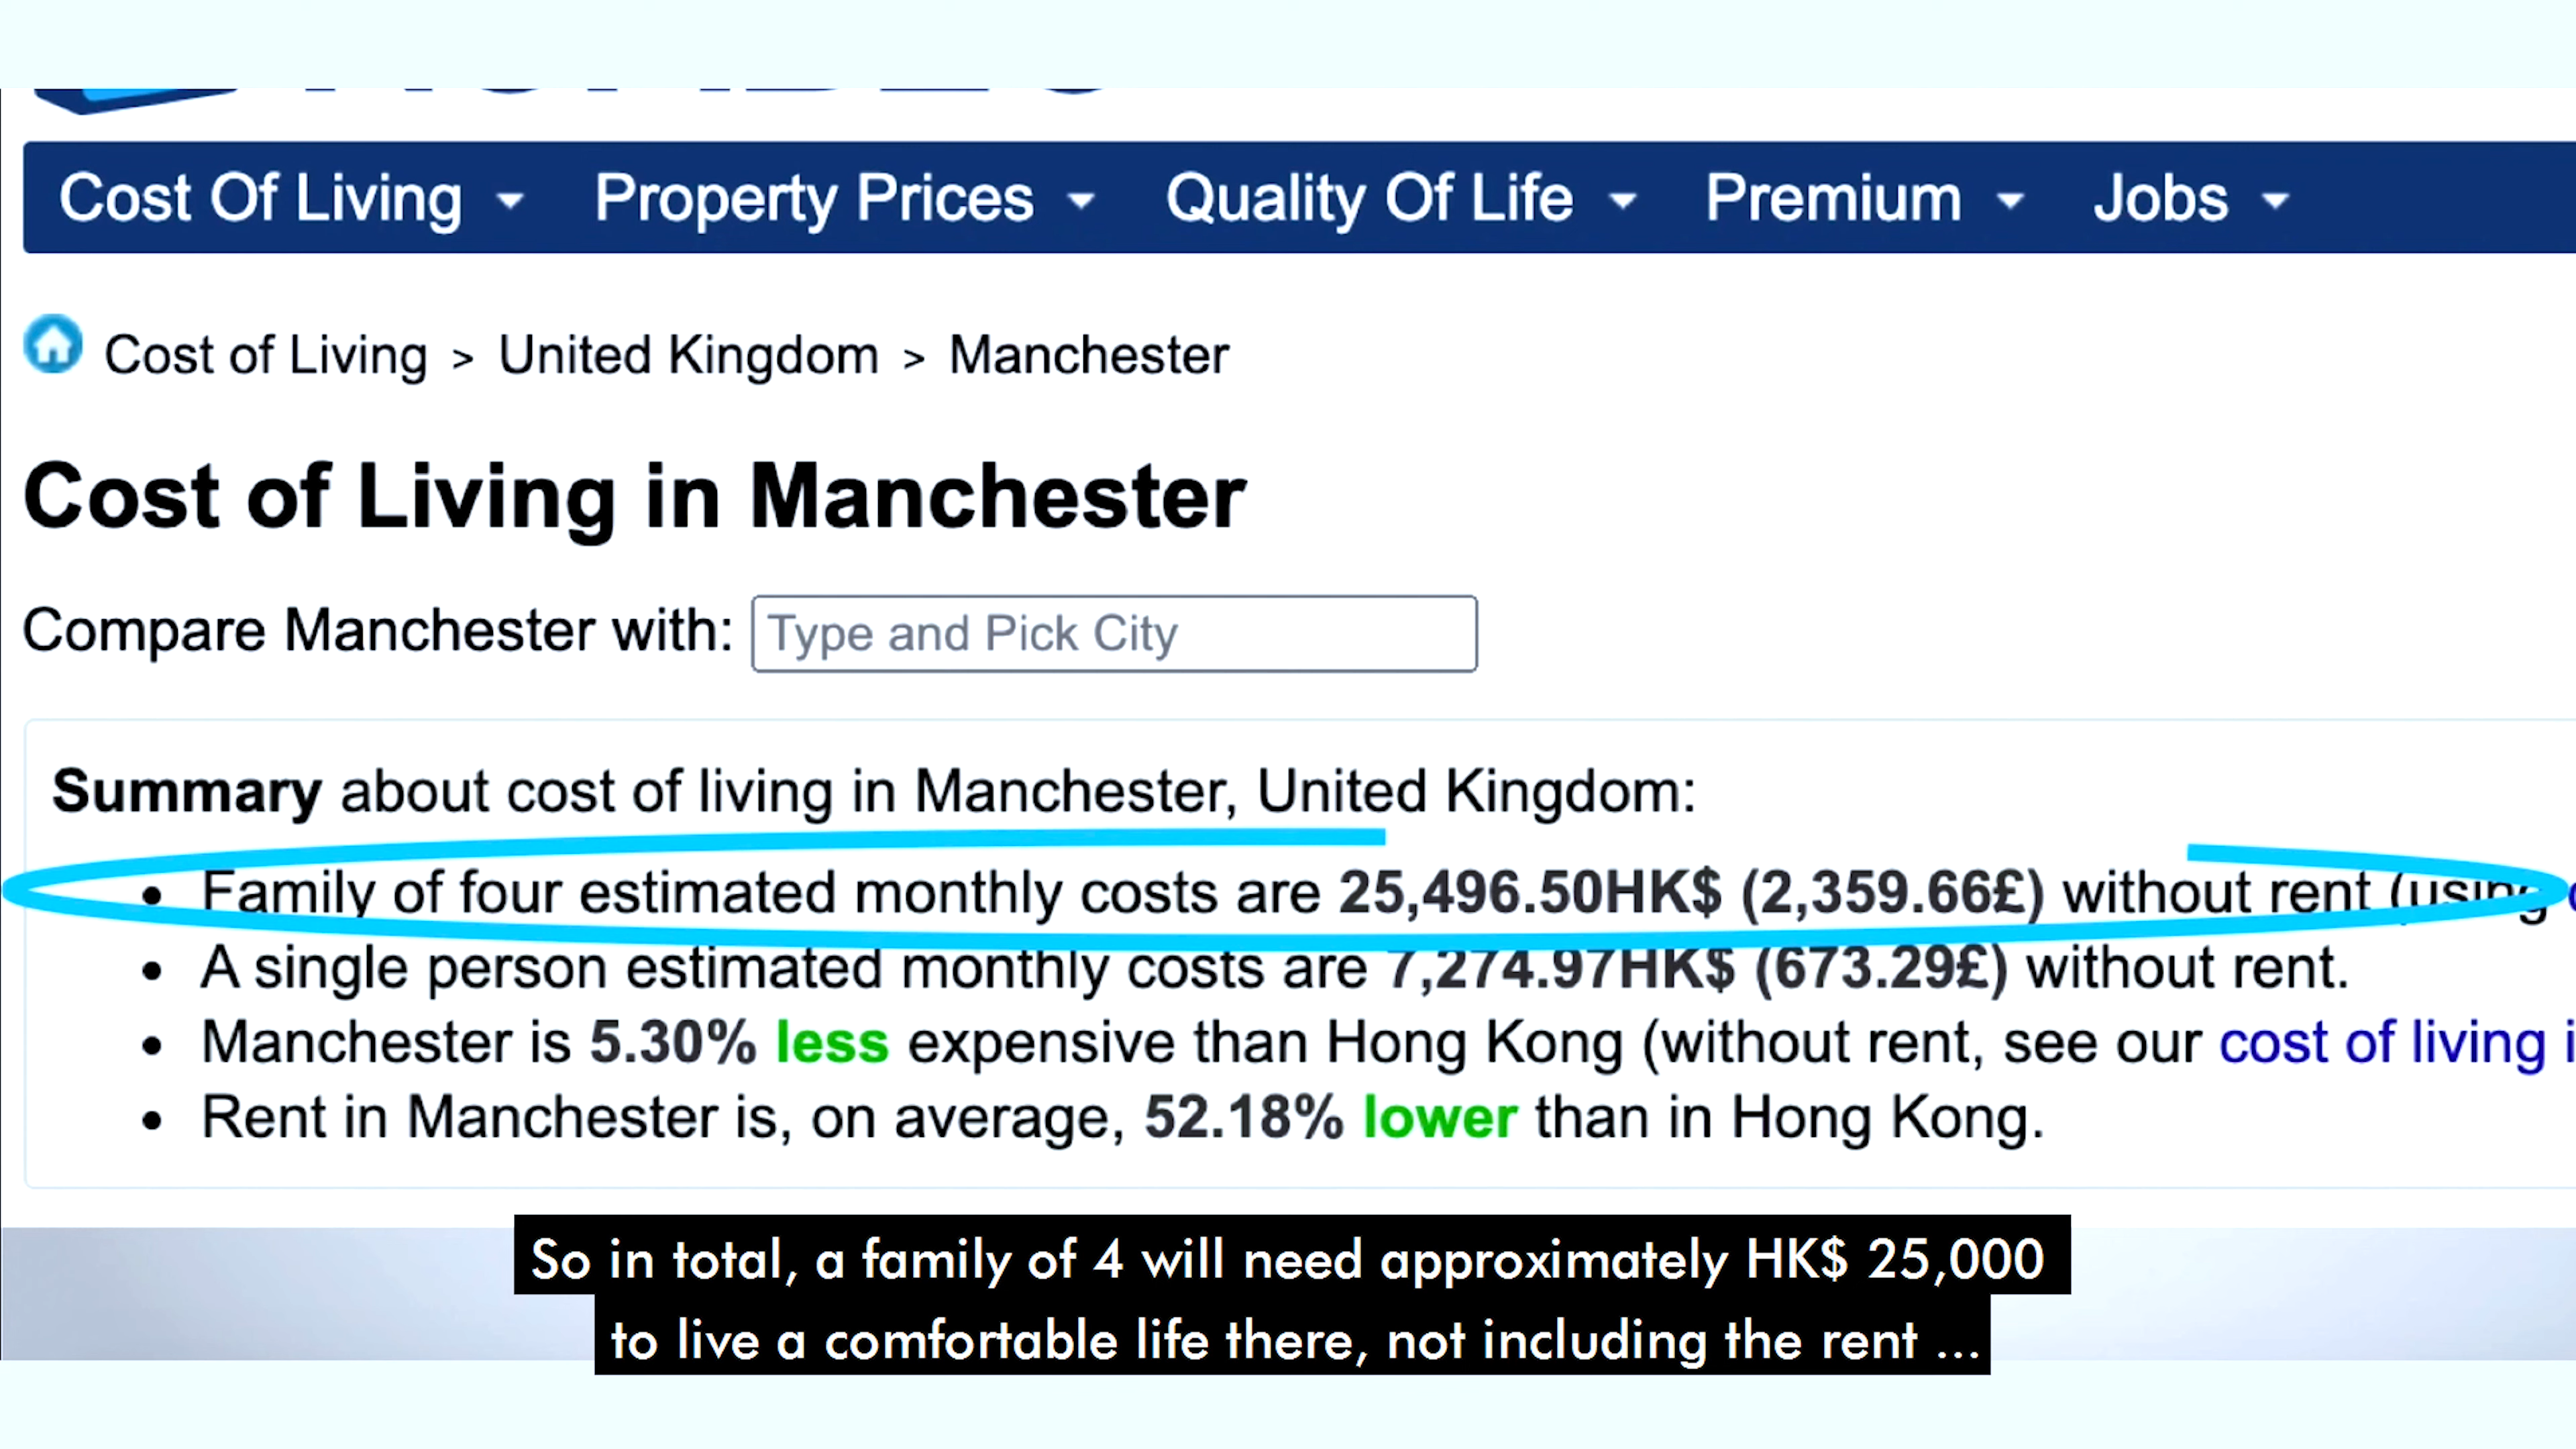 Cost Of Living Property Prices Quality Of Life Premium Jobs
Cost of Living > United Kingdom > Manchester
Cost of Living in Manchester
Compare Manchester with: Type and Pick City
Summary about cost of living in Manchester, United Kingdom:
• Family of four estimated monthly costs are 25,496.50HK$ (2,359.66£) without rent (using
• A single person estimated monthly costs are 7,274.97HK$ (673.29£) without rent.
• Manchester is 5.30% less expensive than Hong Kong (without rent, see our cost of living
• Rent in Manchester is, on average, 52.18% lower than in Hong Kong.
So in total, a family of 4 will need approximately HK$ 25,000
to live a comfortable life there, not including the rent ...